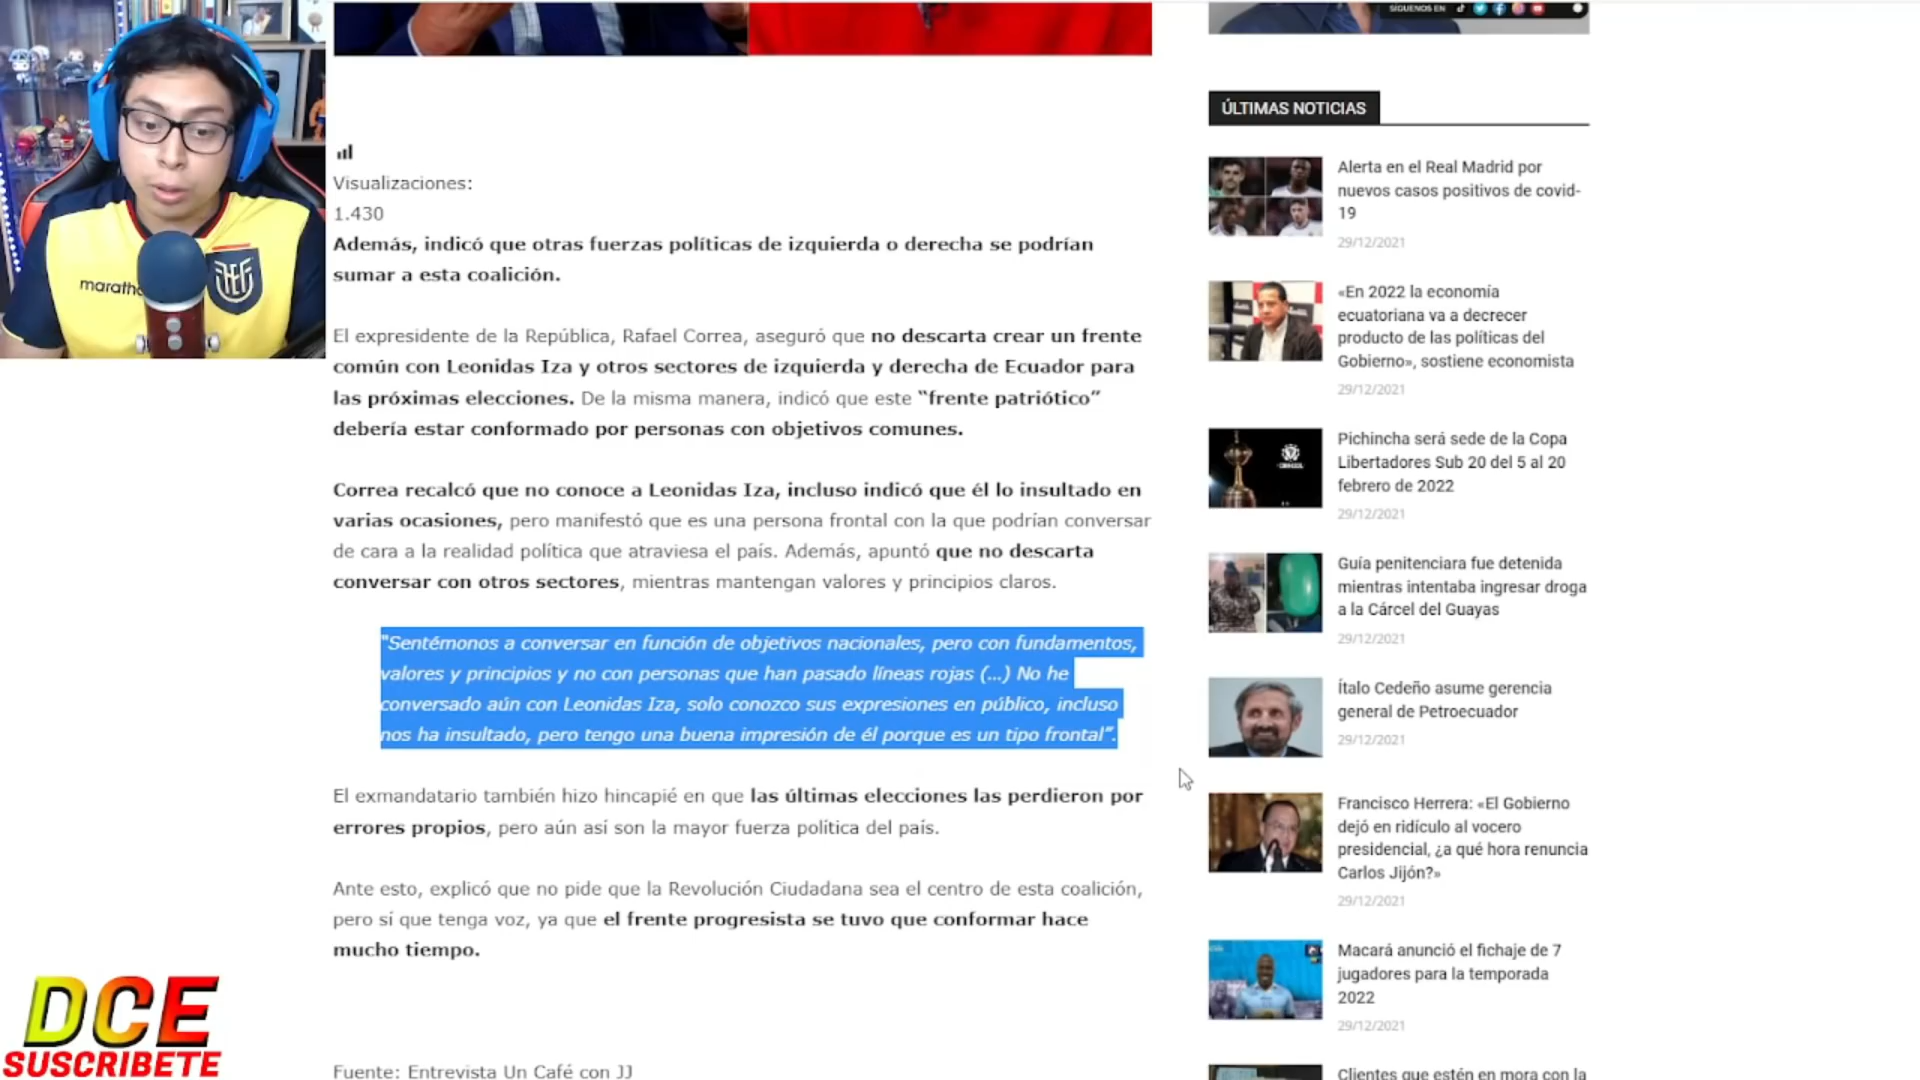 SÍGUENOS EN
marath
Visualizaciones:
1.430
Además, indicó que otras fuerzas políticas de izquierda o derecha se podrían
sumar a esta coalición.
El expresidente de la República, Rafael Correa, aseguró que no descarta crear un frente
común con Leonidas Iza y otros sectores de izquierda y derecha de Ecuador para
las próximas elecciones. De la misma manera, indicó que este “frente patriótico”
debería estar conformado por personas con objetivos comunes.
Correa recalcó que no conoce a Leonidas Iza, incluso indicó que él lo insultado en
varias ocasiones, pero manifestó que es una persona frontal con la que podrían conversar
de cara a la realidad política que atraviesa el país. Además, apuntó que no descarta
conversar con otros sectores, mientras mantengan valores y principios claros.
"Sentémonos a conversar en función de objetivos nacionales, pero con fundamentos,
valores y principios y no con personas que han pasado líneas rojas (…) No he
conversado aún con Leonidas Iza, solo conozco sus expresiones en público, incluso
nos ha insultado, pero tengo una buena impresión de él porque es un tipo frontal”.
El exmandatario también hizo hincapié en que las últimas elecciones las perdieron por
errores propios, pero aún así son la mayor fuerza política del país.
Ante esto, explicó que no pide que la Revolución Ciudadana sea el centro de esta coalición,
pero sí que tenga voz, ya que el frente progresista se tuvo que conformar hace
mucho tiempo.
Fuente: Entrevista Un Café con JJ
ÚLTIMAS NOTICIAS
Alerta en el Real Madrid por
nuevos casos positivos de covid-
19
29/12/2021
«En 2022 la economía
ecuatoriana va a decrecer
producto de las políticas del
Gobierno», sostiene economista
29/12/2021
Pichincha será sede de la Copa
Libertadores Sub 20 del 5 al 20
febrero de 2022
29/12/2021
Guía penitenciara fue detenida
mientras intentaba ingresar droga
a la Cárcel del Guayas
29/12/2021
Ítalo Cedeño asume gerencia
general de Petroecuador
29/12/2021
Francisco Herrera: «El Gobierno
dejó en ridículo al vocero
presidencial, ¿a qué hora renuncia
Carlos Jijón?»
29/12/2021
Macará anunció el fichaje de 7
jugadores para la temporada
2022
29/12/2021
Clientes que estén en mora con la
DCE
SUSCRIBETE